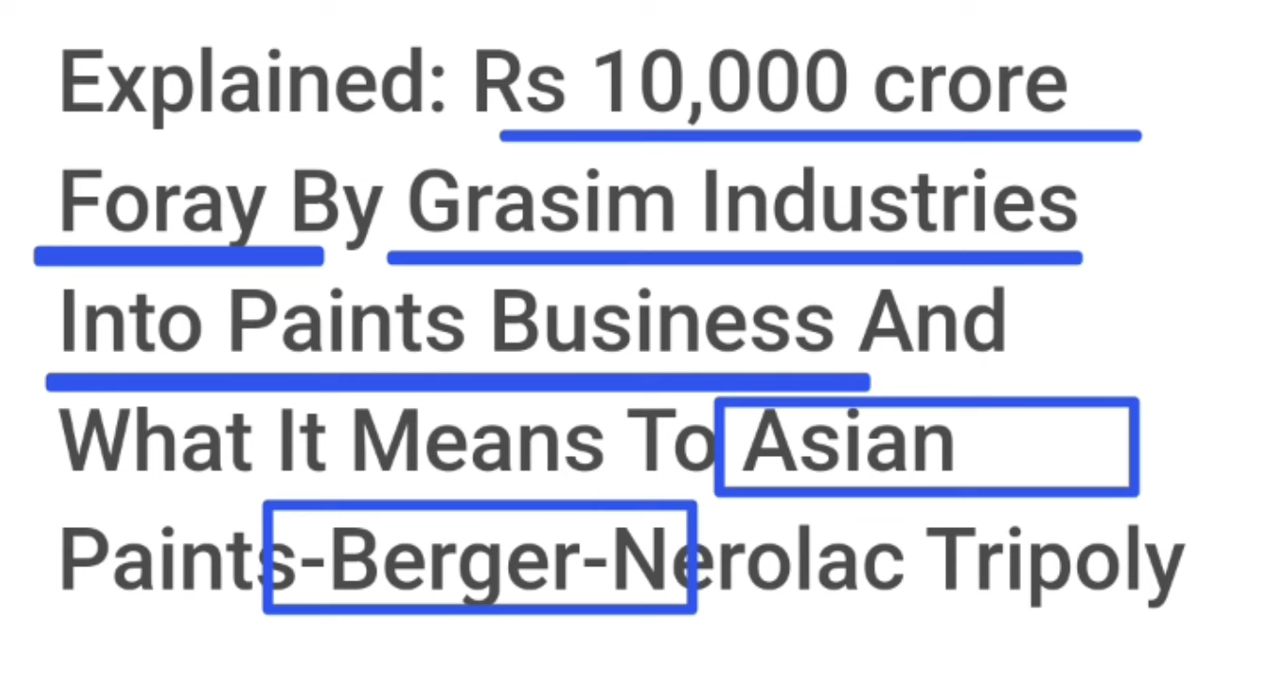 Explained: Rs 10,000 crore
Foray By Grasim Industries
Into Paints Business And
What It Means To Asian
Paints-Berger-Nerolac Tripoly